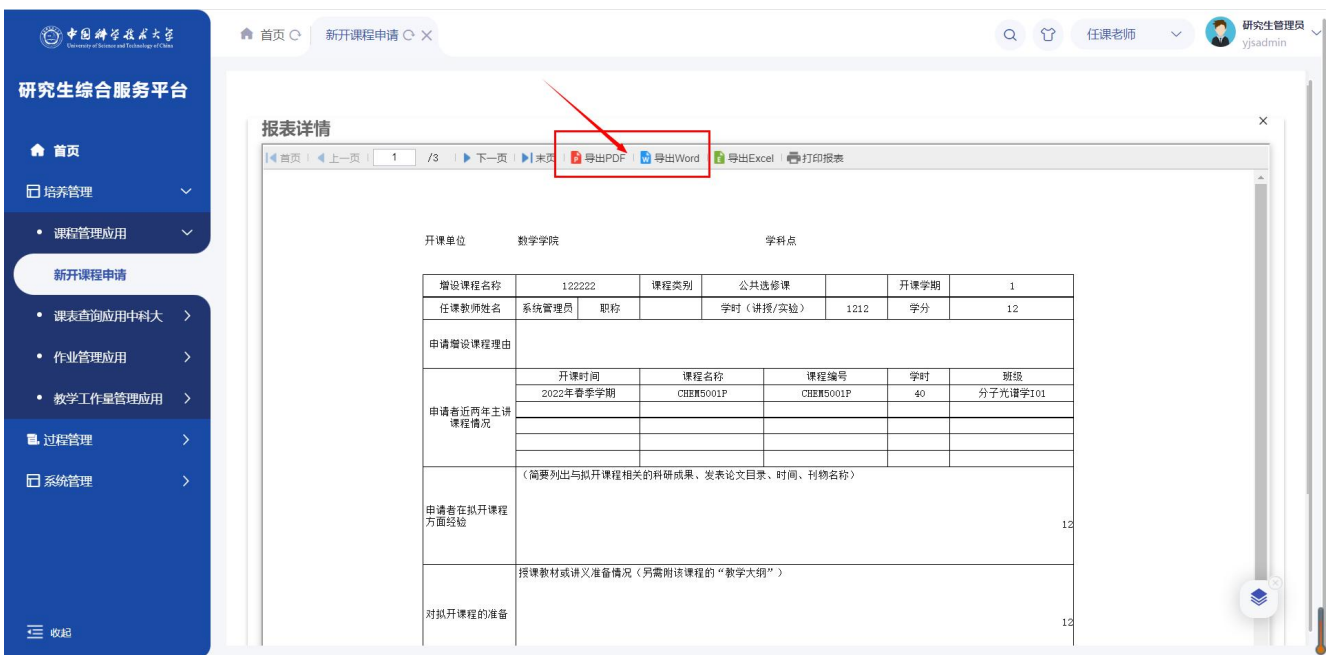 中国科学技术大学
University of Science and Technology of China
首页
新开课程申请
任课老师
研究生管理员
yjsadmin
研究生综合服务平台
首页
培养管理
课程管理应用
新开课程申请
课表查询应用中科大
作业管理应用
教学工作量管理应用
过程管理
系统管理
收起
报表详情
首页 上一页 1 /3 下一页 末页 导出PDF 导出Word 导出Excel 打印报表
开课单位 数学学院 学科点
增设课程名称 122222 课程类别 公共选修课 开课学期 1
任课教师姓名 系统管理员 职称 学时（讲授/实验） 1212 学分 12
申请增设课程理由
申请者近两年主讲
课程情况
开课时间 课程名称 课程编号 学时 班级
2022年春季学期 CHEM5001P CHEM5001P 40 分子光谱学I01
申请者在拟开课程
方面经验
（简要列出与拟开课程相关的科研成果、发表论文目录、时间、刊物名称）
12
对拟开课程的准备
授课教材或讲义准备情况（另需附该课程的“教学大纲”）
12